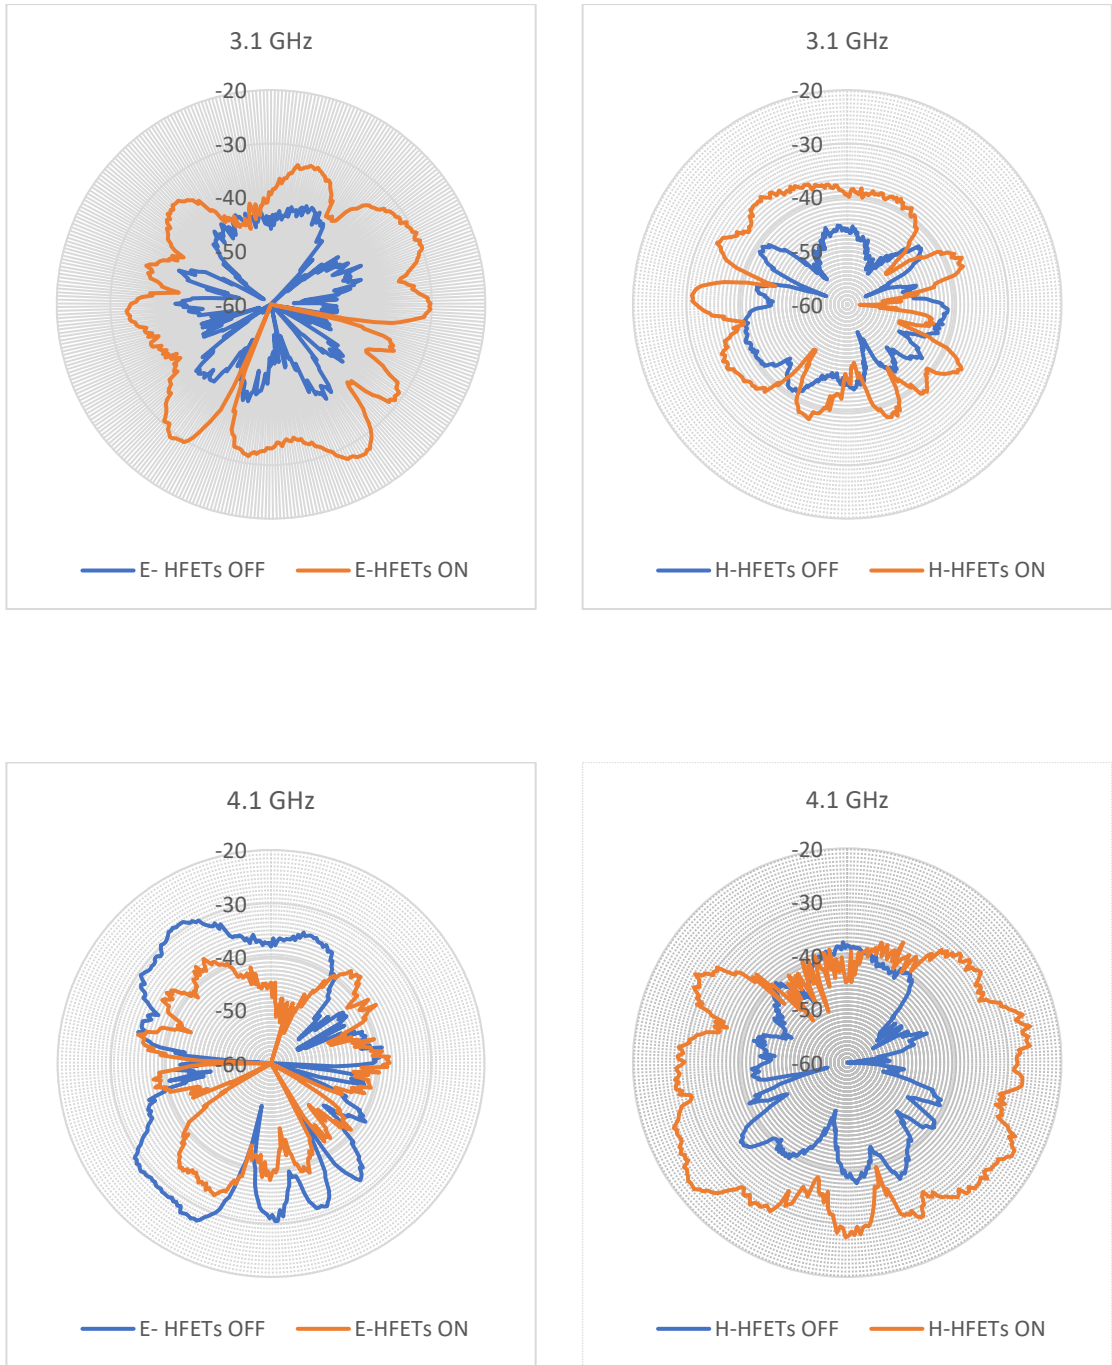 3.1 GHz
-20
-30
-40
-50
-60
E- HFETs OFF
E-HFETs ON
3.1 GHz
-20
-30
-40
-50
-60
H-HFETs OFF
H-HFETs ON
4.1 GHz
-20
-30
-40
-50
-60
E- HFETs OFF
E-HFETs ON
4.1 GHz
-20
-30
-40
-50
-60
H-HFETs OFF
H-HFETs ON